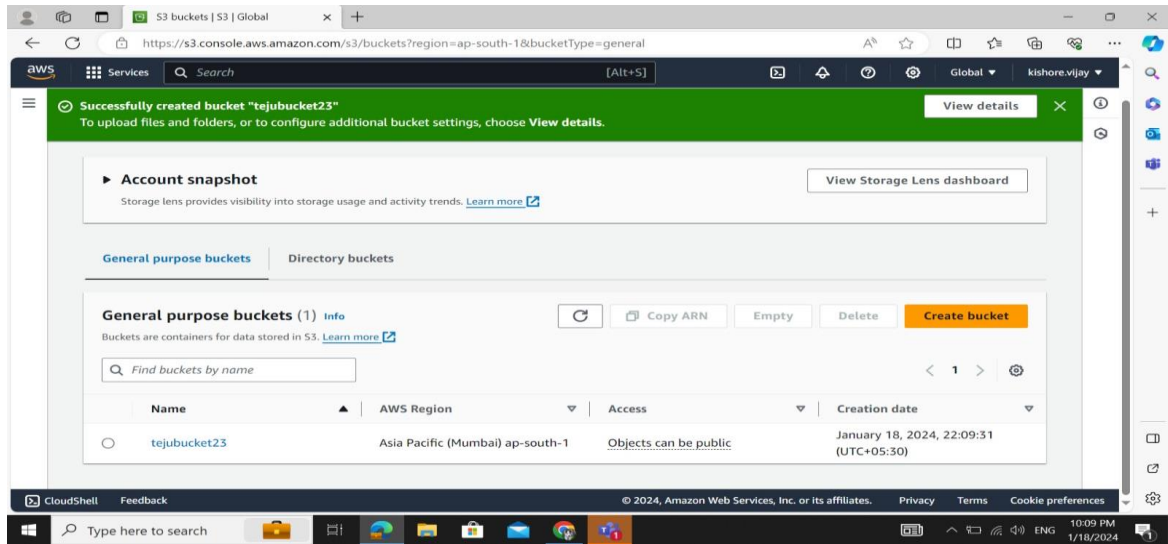 S3 buckets | S3 | Global
https://s3.console.aws.amazon.com/s3/buckets?region=ap-south-1&bucketType=general
aws Services Search [Alt+S] Global kishore.vijay
Successfully created bucket "tejubucket23"
To upload files and folders, or to configure additional bucket settings, choose View details.
View details
Account snapshot
Storage lens provides visibility into storage usage and activity trends. Learn more
View Storage Lens dashboard
General purpose buckets Directory buckets
General purpose buckets (1) Info
Buckets are containers for data stored in S3. Learn more
Copy ARN Empty Delete Create bucket
Find buckets by name
1
Name AWS Region Access Creation date
tejubucket23 Asia Pacific (Mumbai) ap-south-1 Objects can be public January 18, 2024, 22:09:31
(UTC+05:30)
CloudShell Feedback © 2024, Amazon Web Services, Inc. or its affiliates. Privacy Terms Cookie preferences
Type here to search
ENG
10:09 PM
1/18/2024